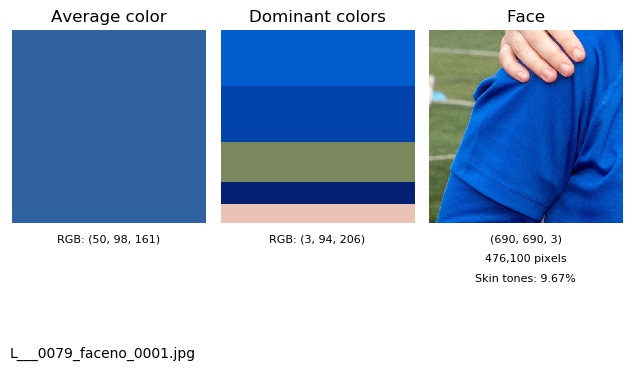 Average color
Dominant colors
Face
RGB: (50, 98, 161)
RGB: (3, 94, 206)
(690, 690, 3)
476,100 pixels
Skin tones: 9.67%
L___0079_faceno_0001.jpg